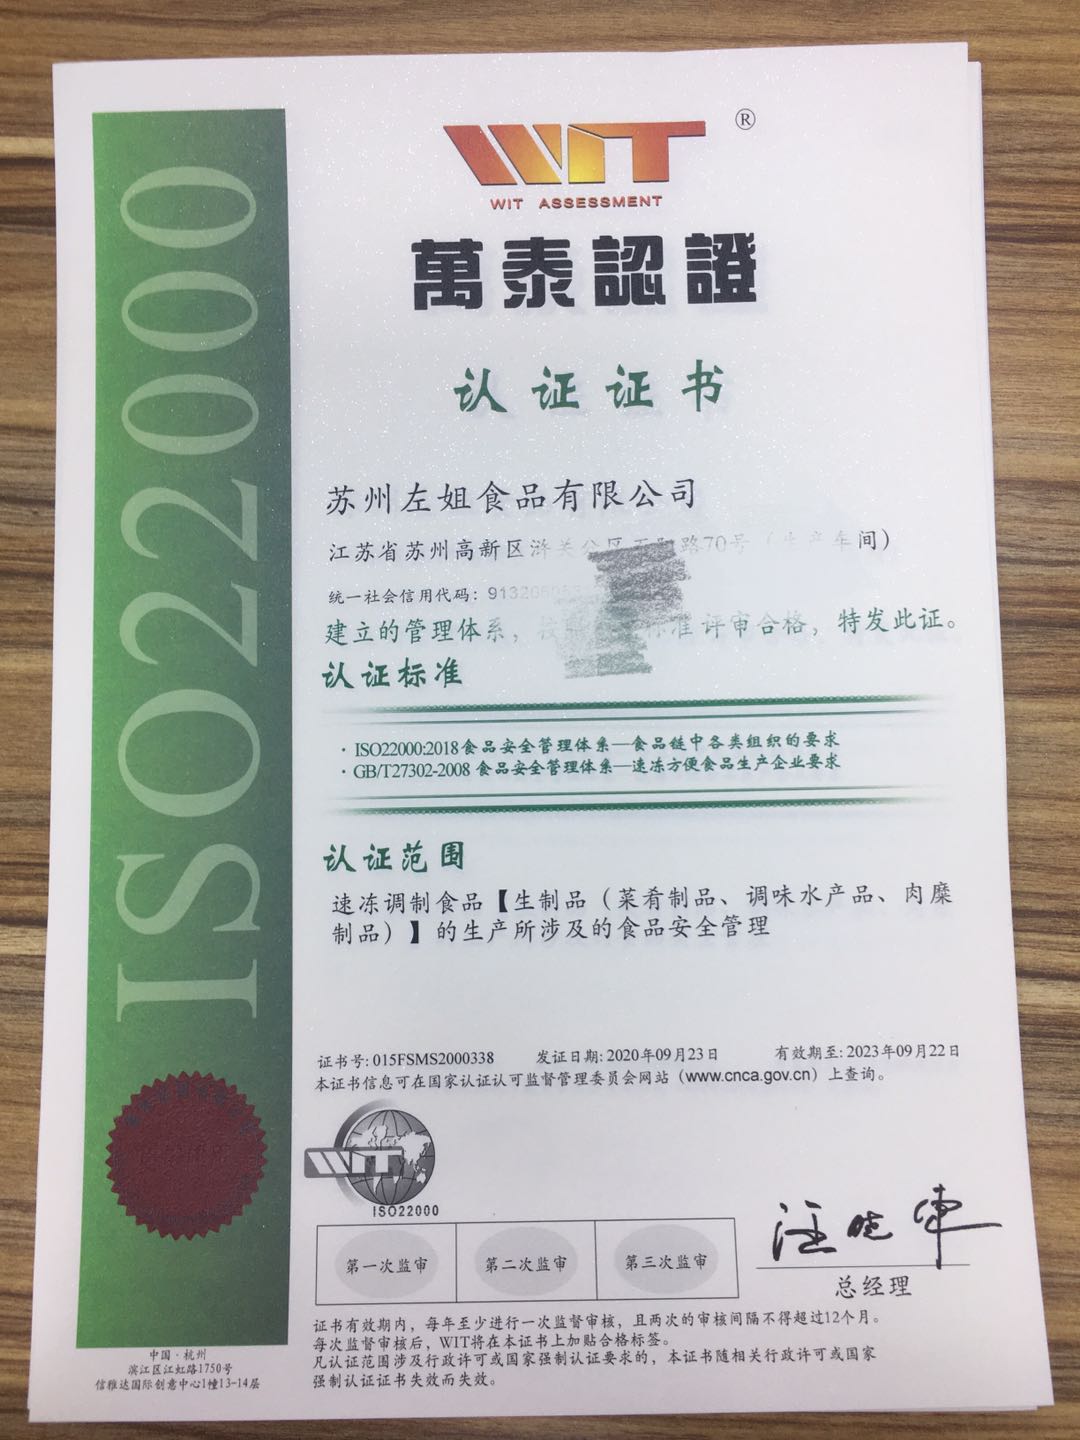 ISO22000
WIT ®
WIT ASSESSMENT
萬泰認證
认证证书
苏州左姐食品有限公司
江苏省苏州高新区浒关分区 路70号（生产车间）
统一社会信用代码：913205
建立的管理体系， 标准评审合格，特发此证。
认证标准
· ISO22000:2018食品安全管理体系—食品链中各类组织的要求
· GB/T27302-2008 食品安全管理体系—速冻方便食品生产企业要求
认证范围
速冻调制食品【生制品（菜肴制品、调味水产品、肉糜
制品）】的生产所涉及的食品安全管理
证书号: 015FSMS2000338 发证日期: 2020年09月23日 有效期至: 2023年09月22日
本证书信息可在国家认证认可监督管理委员会网站（www.cnca.gov.cn）上查询。
WIT
ISO22000
第一次监审 第二次监审 第三次监审
总经理
证书有效期内，每年至少进行一次监督审核，且两次的审核间隔不得超过12个月。
每次监督审核后，WIT将在本证书上加贴合格标签。
凡认证范围涉及行政许可或国家强制认证要求的，本证书随相关行政许可或国家
强制认证证书失效而失效。
中国·杭州
滨江区江虹路1750号
信雅达国际创意中心1幢13-14层